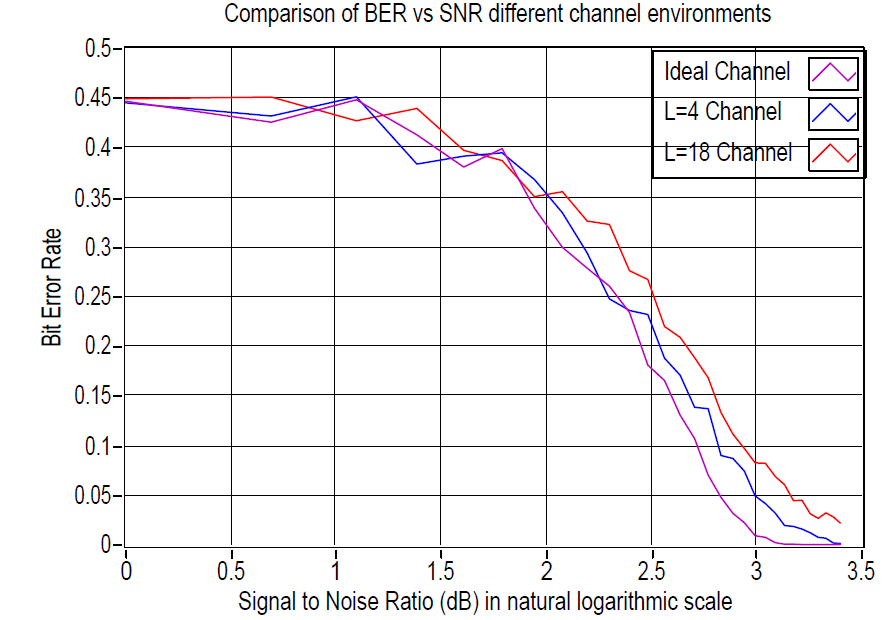 Comparison of BER vs SNR different channel environments
Ideal Channel
L=4 Channel
L=18 Channel
Bit Error Rate
0.5
0.45
0.4
0.35
0.3
0.25
0.2
0.15
0.1
0.05
0
0 0.5 1 1.5 2 2.5 3 3.5
Signal to Noise Ratio (dB) in natural logarithmic scale